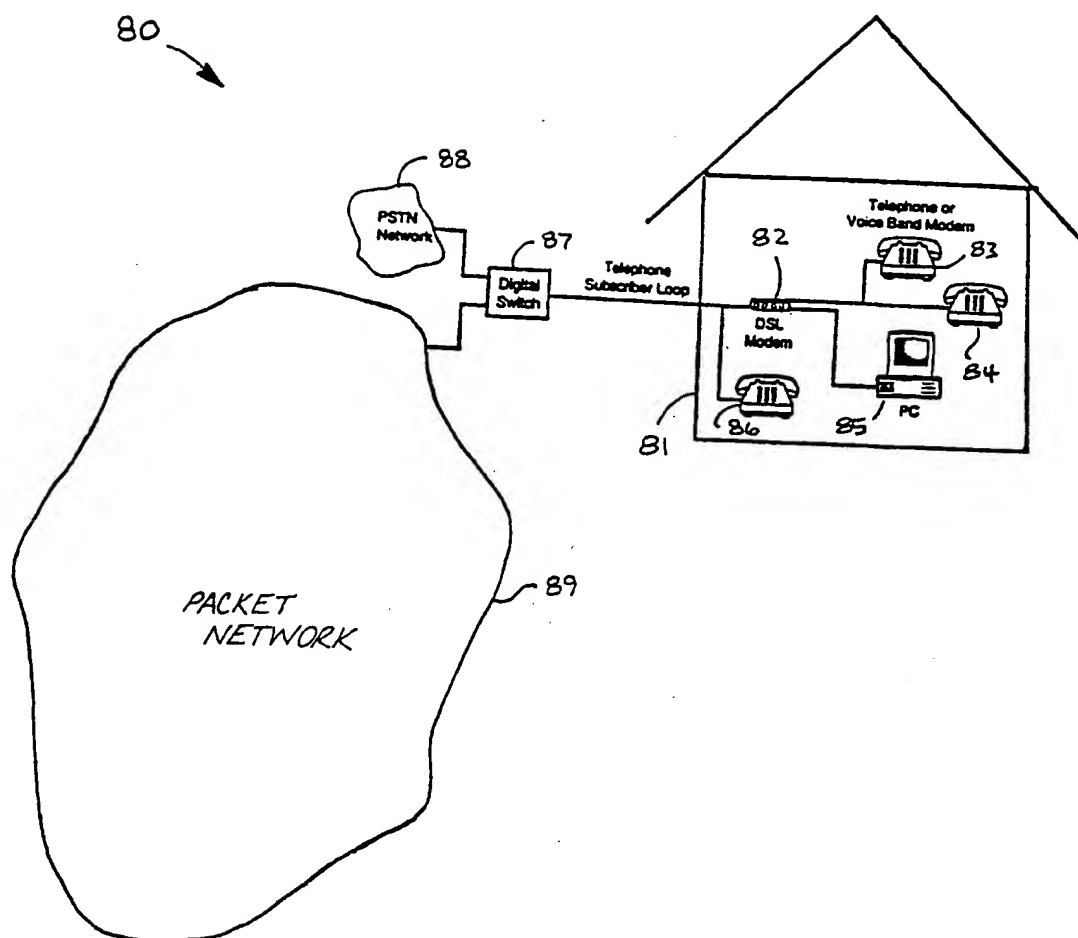 80
88
PSTN
Network
87
Digital
Switch
Telephone
Subscriber Loop
82
DSL
Modem
Telephone or
Voice Band Modem
83
84
85
PC
86
81
89
PACKET
NETWORK